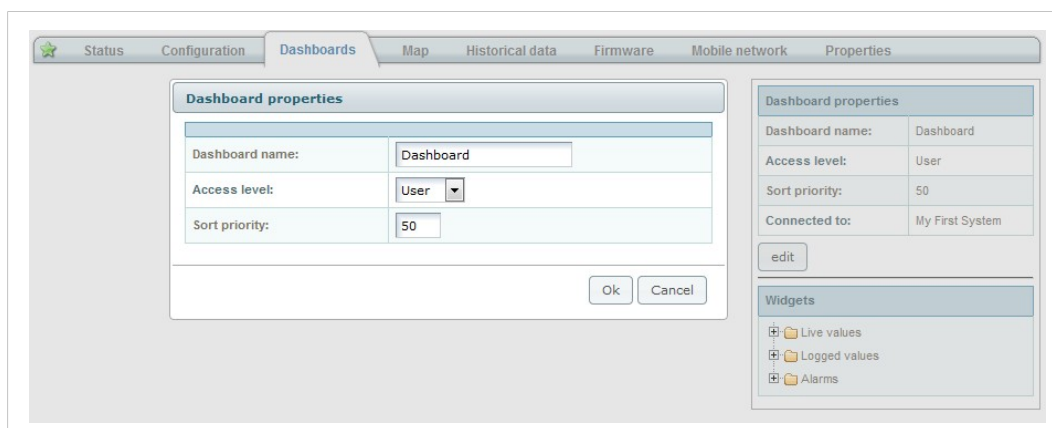 Status Configuration Dashboards Map Historical data Firmware Mobile network Properties
Dashboard properties
Dashboard name: Dashboard
Access level: User
Sort priority: 50
Ok Cancel
Dashboard properties
Dashboard name: Dashboard
Access level: User
Sort priority: 50
Connected to: My First System
edit
Widgets
Live values
Logged values
Alarms